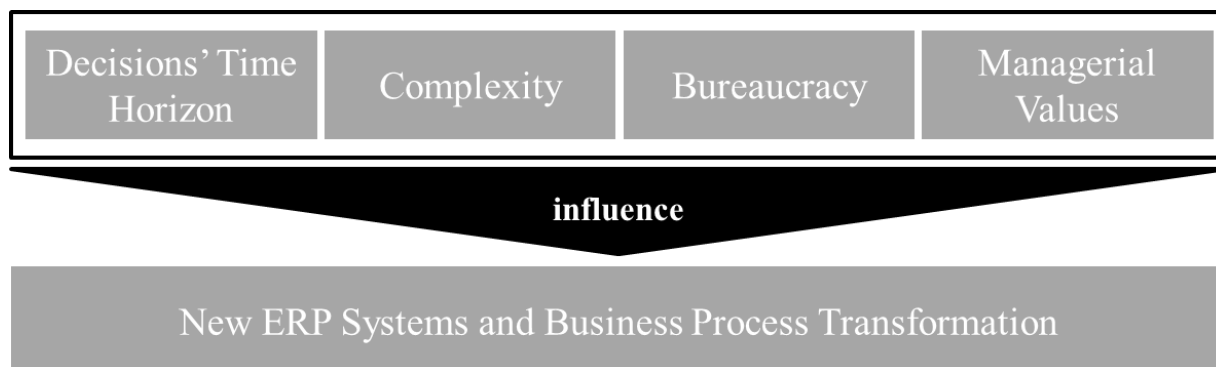 Decisions’ Time
Horizon
Complexity
Bureaucracy
Managerial
Values
influence
New ERP Systems and Business Process Transformation